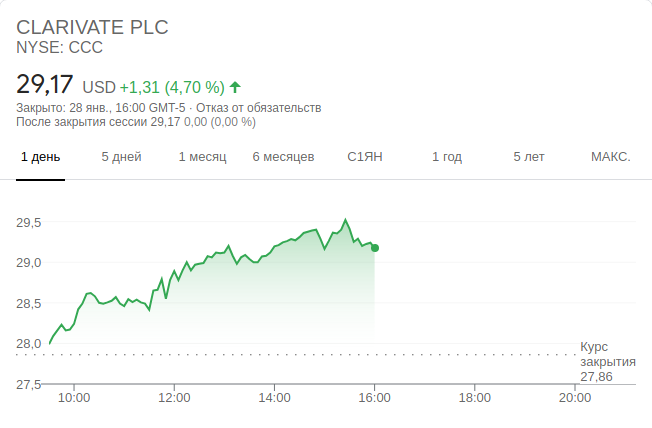 CLARIVATE PLC
NYSE: CCC
29,17 USD +1,31 (4,70 %)
Закрыто: 28 янв., 16:00 GMT-5 · Отказ от обязательств
После закрытия сессии 29,17 0,00 (0,00 %)
1 день 5 дней 1 месяц 6 месяцев С1ЯН 1 год 5 лет МАКС.
29,5
29,0
28,5
28,0
Курс
закрытия
27,86
27,5
10:00 12:00 14:00 16:00 18:00 20:00